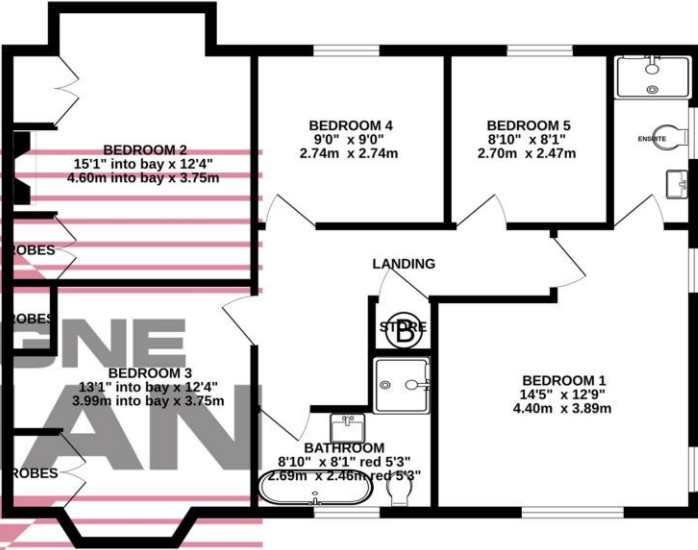 BEDROOM 2
15'1" into bay x 12'4"
4.60m into bay x 3.75m
BEDROOM 4
9'0" x 9'0"
2.74m x 2.74m
BEDROOM 5
8'10" x 8'1"
2.70m x 2.47m
ENSUITE
ROBES
LANDING
ROBES
STORE
B
GNE
AN
BEDROOM 3
13'1" into bay x 12'4"
3.99m into bay x 3.75m
BEDROOM 1
14'5" x 12'9"
4.40m x 3.89m
ROBES
BATHROOM
8'10" x 8'1" red 5'3"
2.69m x 2.46m red 5'3"